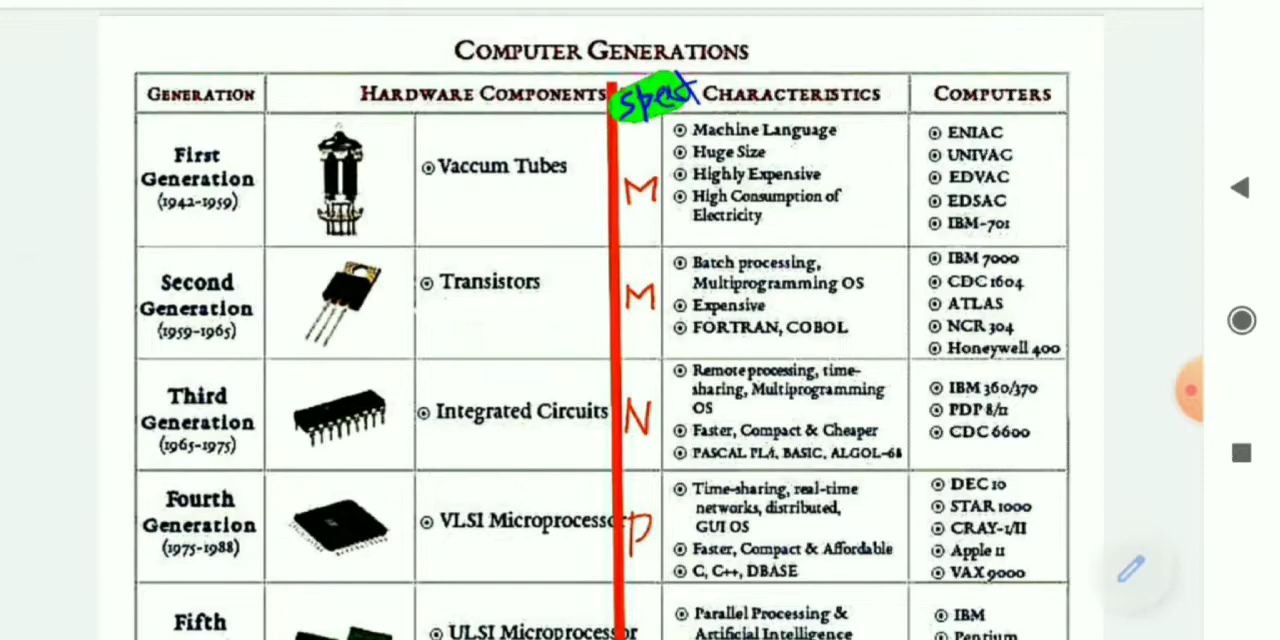 COMPUTER GENERATIONS
GENERATION
HARDWARE COMPONENTS
speed
CHARACTERISTICS
COMPUTERS
First
Generation
(1942-1959)
Vaccum Tubes
M
Machine Language
Huge Size
Highly Expensive
High Consumption of
Electricity
ENIAC
UNIVAC
EDVAC
EDSAC
IBM-701
Second
Generation
(1959-1965)
Transistors
M
Batch processing,
Multiprogramming OS
Expensive
FORTRAN, COBOL
IBM 7000
CDC 1604
ATLAS
NCR 304
Honeywell 400
Third
Generation
(1965-1975)
Integrated Circuits
N
Remote processing, time-
sharing, Multiprogramming
OS
Faster, Compact & Cheaper
PASCAL PL/1, BASIC, ALGOL-68
IBM 360/370
PDP 8/11
CDC 6600
Fourth
Generation
(1975-1988)
VLSI Microprocessor
P
Time-sharing, real-time
networks, distributed,
GUI OS
Faster, Compact & Affordable
C, C++, DBASE
DEC 10
STAR 1000
CRAY-1/II
Apple 11
VAX 9000
Fifth
ULSI Microprocessor
Parallel Processing &
Artificial Intelligence
IBM
Pentium